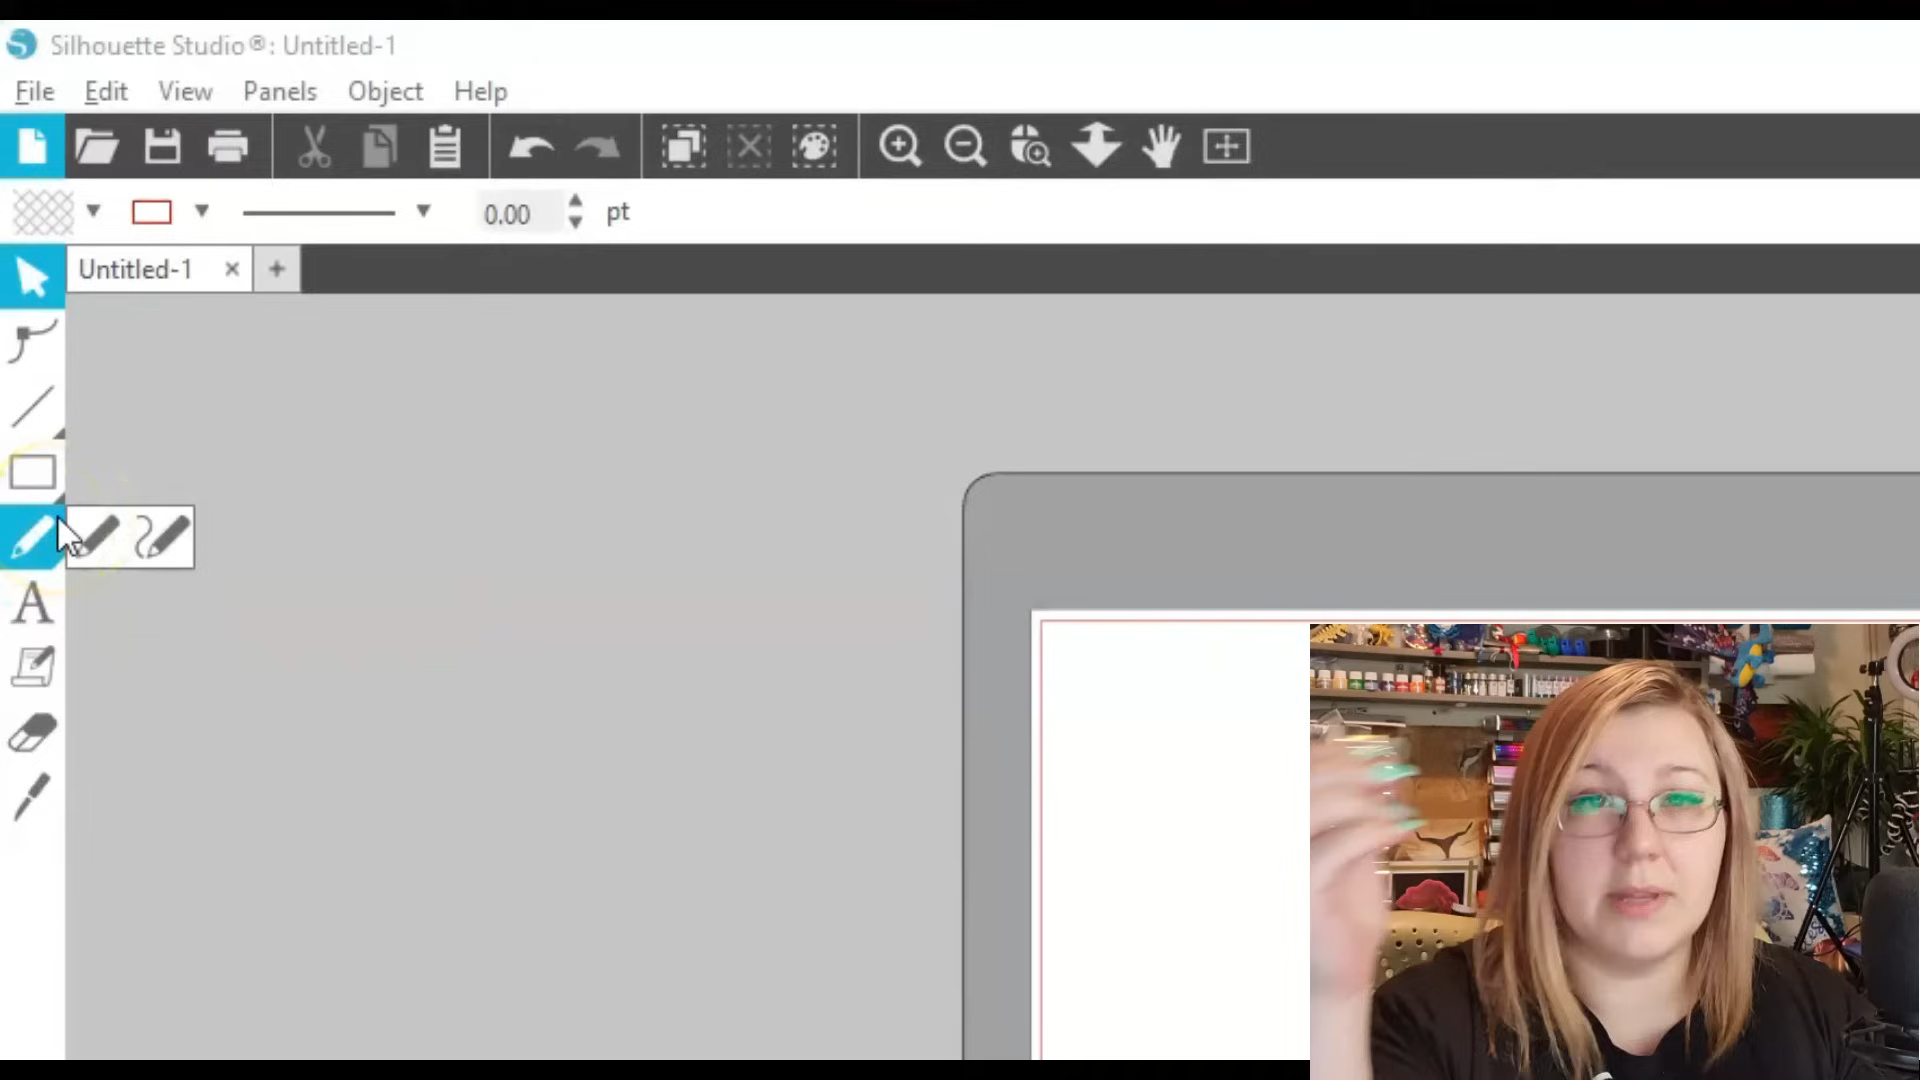 Silhouette Studio®: Untitled-1
File Edit View Panels Object Help
0.00 pt
Untitled-1
A